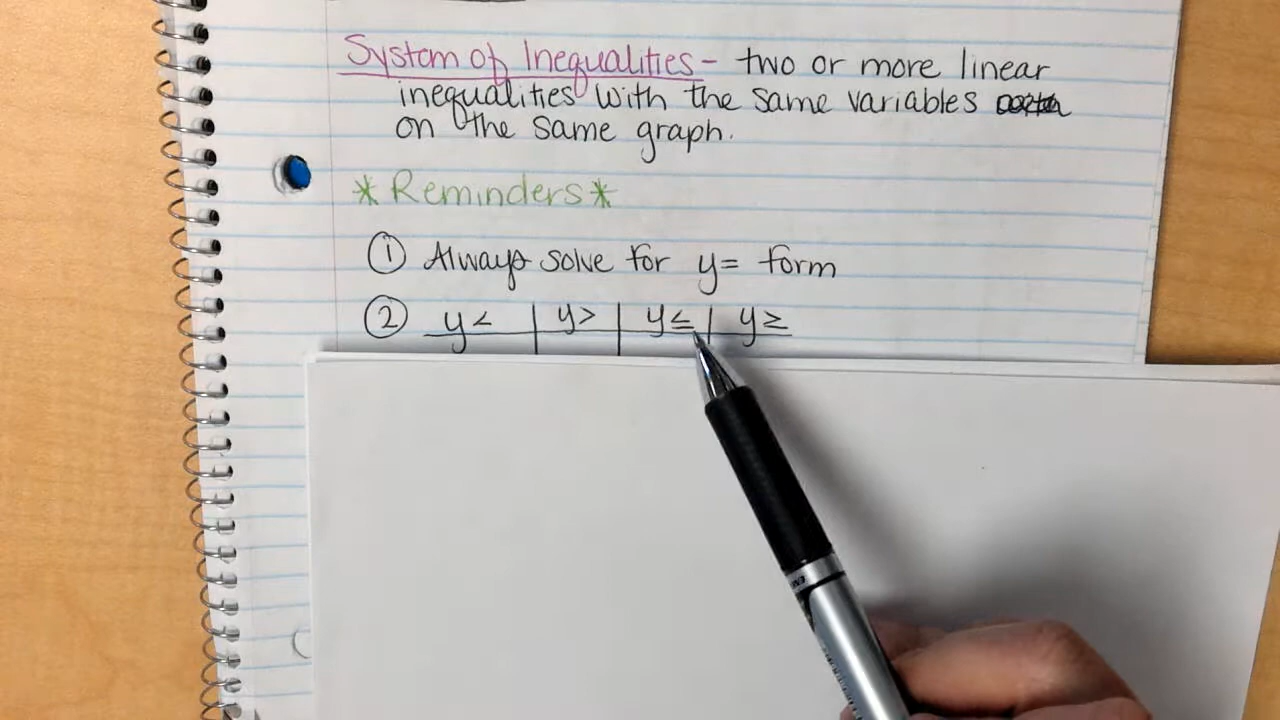 System of Inequalities - two or more linear
inequalities with the same variables
on the same graph.
*Reminders*
① Always solve for y= form
② y< | y> | y≤ | y≥